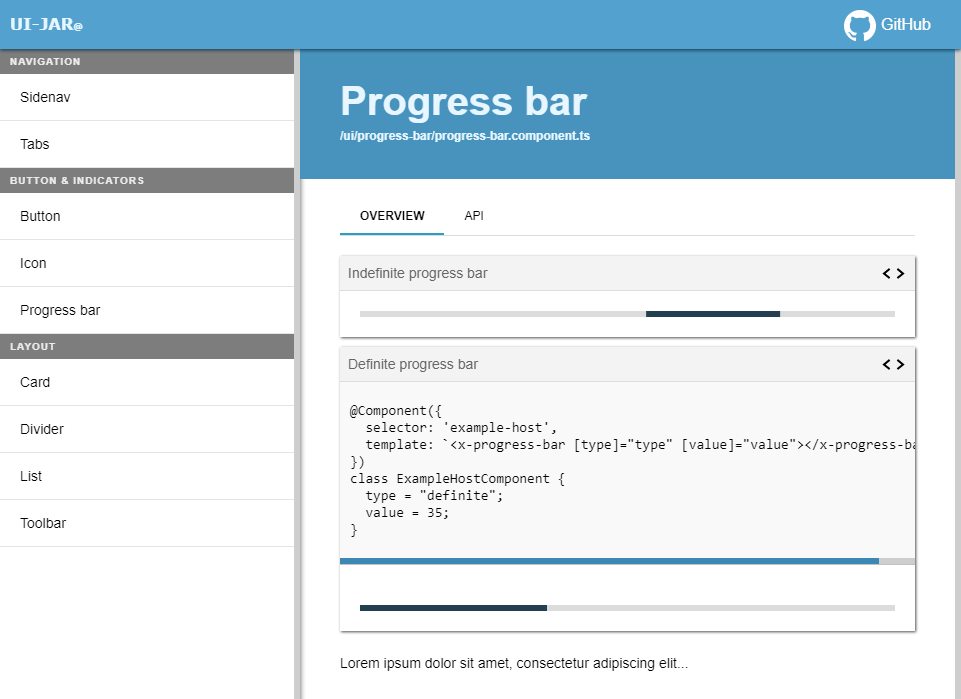 UI-JAR@
GitHub
NAVIGATION
Sidenav
Tabs
BUTTON & INDICATORS
Button
Icon
Progress bar
LAYOUT
Card
Divider
List
Toolbar
Progress bar
/ui/progress-bar/progress-bar.component.ts
OVERVIEW API
Indefinite progress bar <>
Definite progress bar <>
@Component({
  selector: 'example-host',
  template: `<x-progress-bar [type]="type" [value]="value"></x-progress-ba
})
class ExampleHostComponent {
  type = "definite";
  value = 35;
}
Lorem ipsum dolor sit amet, consectetur adipiscing elit...